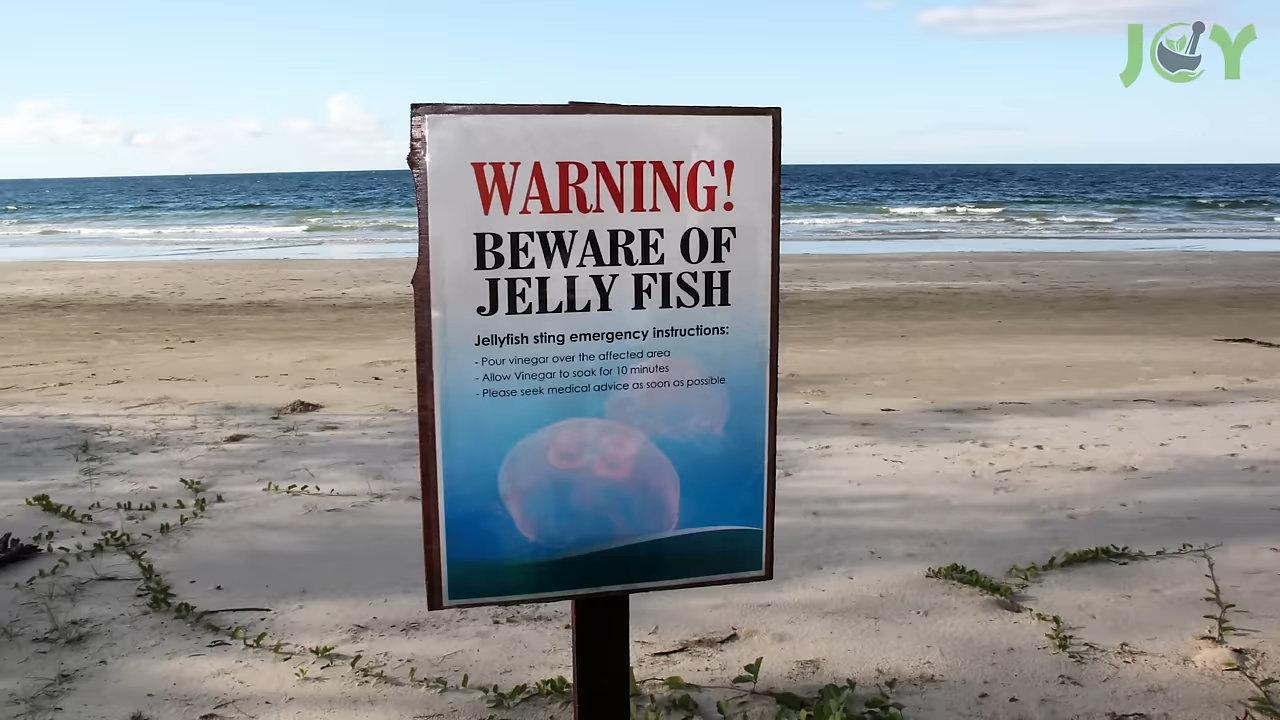 JOY
WARNING!
BEWARE OF
JELLY FISH
Jellyfish sting emergency instructions:
- Pour vinegar over the affected area
- Allow Vinegar to soak for 10 minutes
- Please seek medical advice as soon as possible